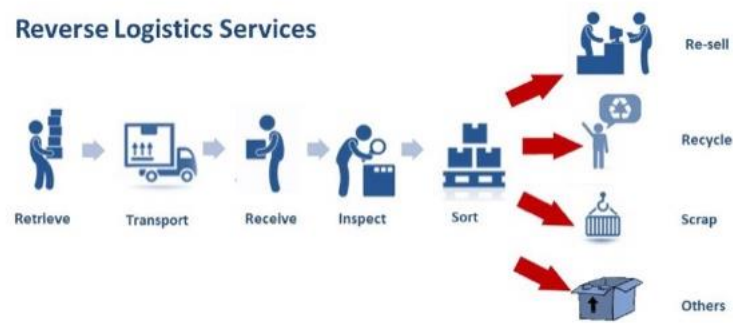 Reverse Logistics Services
Re-sell
Recycle
Retrieve
Transport
Receive
Inspect
Sort
Scrap
Others